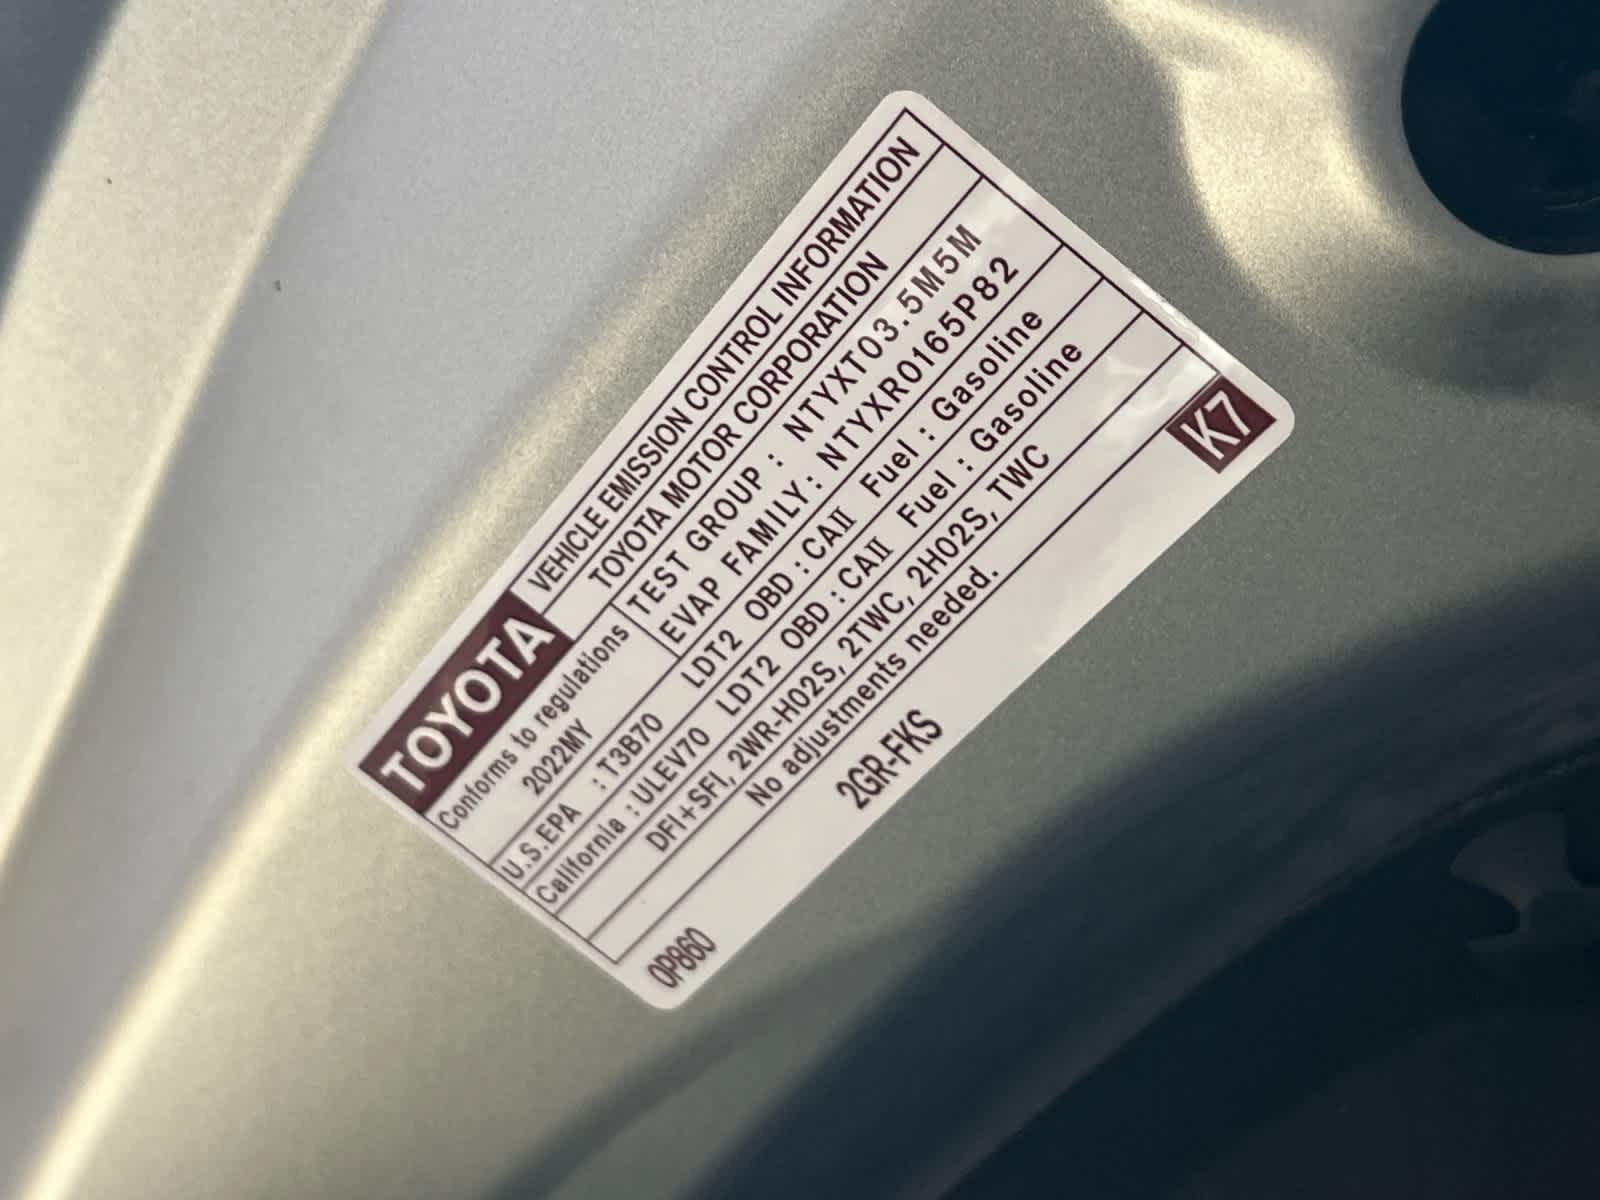 TOYOTA VEHICLE EMISSION CONTROL INFORMATION
Conforms to regulations
2022MY
TOYOTA MOTOR CORPORATION
TEST GROUP : NTYXT03.5M5M
EVAP FAMILY: NTYXR0165P82
U.S.EPA : T3B70 LDT2 OBD : CAII Fuel : Gasoline
California : ULEV70 LDT2 OBD : CAII Fuel : Gasoline
DFI+SFI, 2WR-HO2S, 2TWC, 2HO2S, TWC
No adjustments needed.
K7
2GR-FKS
0P860